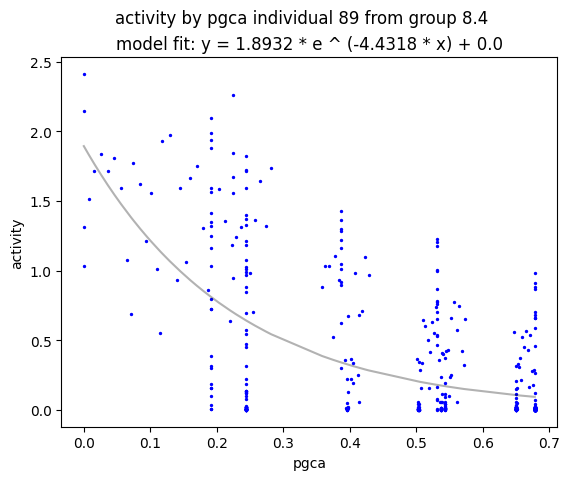 activity by pgca individual 89 from group 8.4
model fit: y = 1.8932 * e ^ (-4.4318 * x) + 0.0
2.5
2.0
1.5
1.0
0.5
0.0
activity
0.0 0.1 0.2 0.3 0.4 0.5 0.6 0.7
pgca